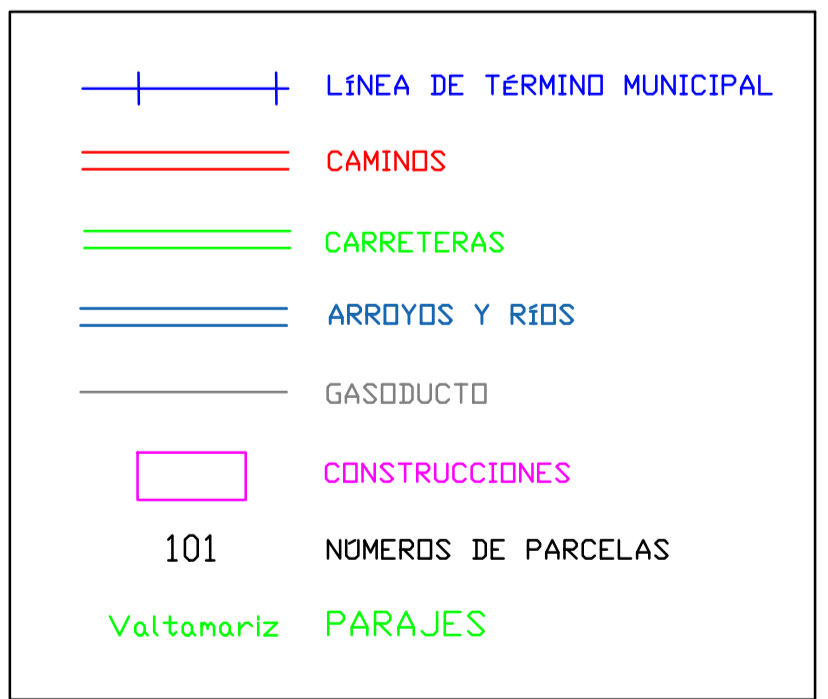 LíNEA DE TÉRMINO MUNICIPAL
CAMINOS
CARRETERAS
ARROYOS Y RíOS
GASODUCTO
CONSTRUCCIONES
101 NÚMEROS DE PARCELAS
Valtamariz PARAJES